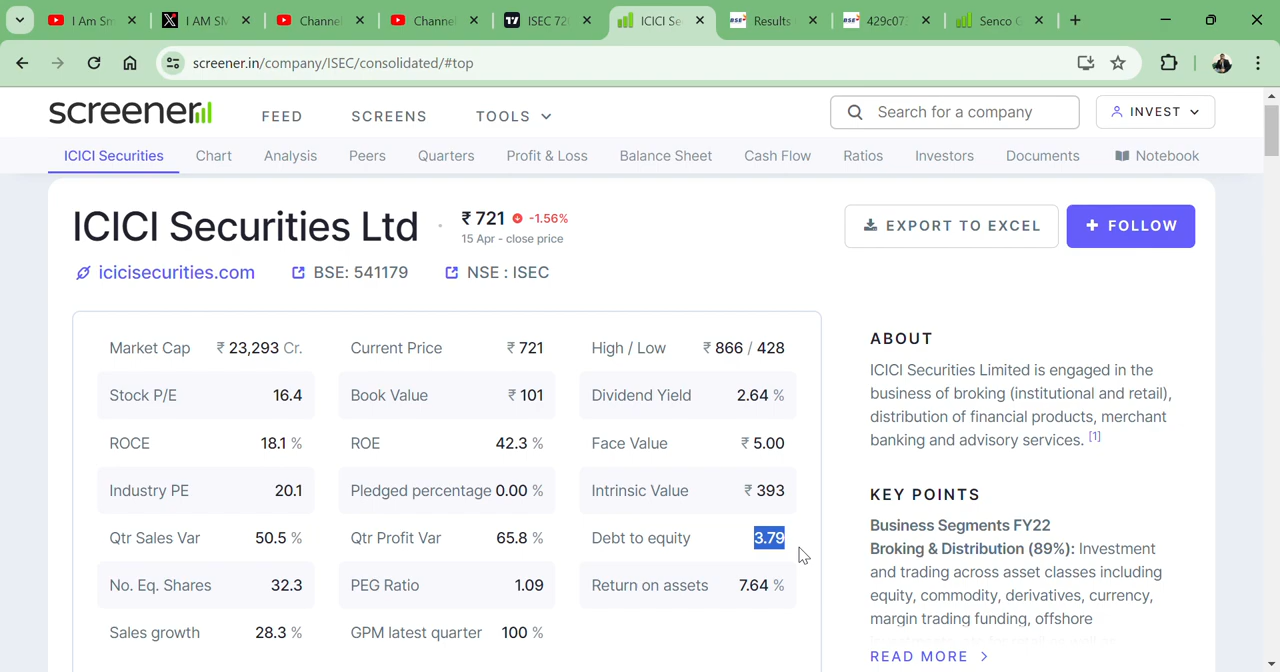 I Am Sm
I AM SM
Channel
Channel
ISEC 72
ICICI Se
Results
429c07
Senco G
screener.in/company/ISEC/consolidated/#top
screener
FEED
SCREENS
TOOLS
Search for a company
INVEST
ICICI Securities
Chart
Analysis
Peers
Quarters
Profit & Loss
Balance Sheet
Cash Flow
Ratios
Investors
Documents
Notebook
ICICI Securities Ltd
₹ 721 -1.56%
15 Apr - close price
EXPORT TO EXCEL
+ FOLLOW
icicisecurities.com
BSE: 541179
NSE : ISEC
Market Cap ₹ 23,293 Cr.
Current Price ₹ 721
High / Low ₹ 866 / 428
Stock P/E 16.4
Book Value ₹ 101
Dividend Yield 2.64 %
ROCE 18.1 %
ROE 42.3 %
Face Value ₹ 5.00
Industry PE 20.1
Pledged percentage 0.00 %
Intrinsic Value ₹ 393
Qtr Sales Var 50.5 %
Qtr Profit Var 65.8 %
Debt to equity 3.79
No. Eq. Shares 32.3
PEG Ratio 1.09
Return on assets 7.64 %
Sales growth 28.3 %
GPM latest quarter 100 %
ABOUT
ICICI Securities Limited is engaged in the
business of broking (institutional and retail),
distribution of financial products, merchant
banking and advisory services. [1]
KEY POINTS
Business Segments FY22
Broking & Distribution (89%): Investment
and trading across asset classes including
equity, commodity, derivatives, currency,
margin trading funding, offshore
READ MORE